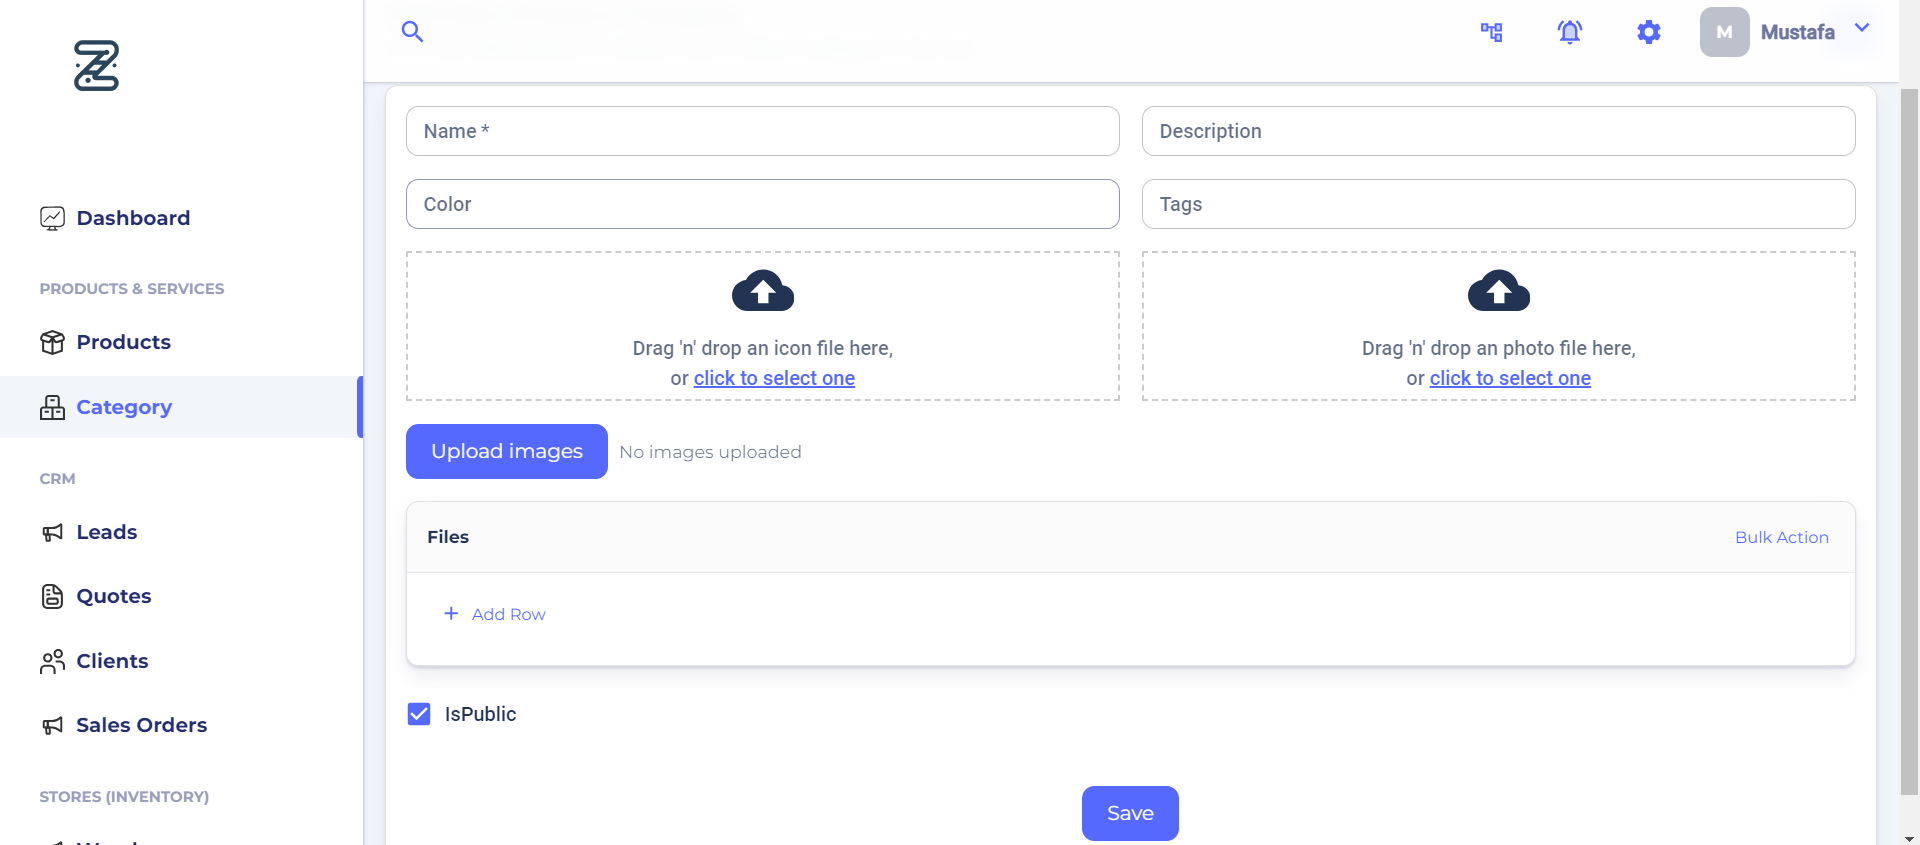 M
Mustafa
Dashboard
PRODUCTS & SERVICES
Products
Category
CRM
Leads
Quotes
Clients
Sales Orders
STORES (INVENTORY)
Name *
Description
Color
Tags
Drag 'n' drop an icon file here,
or click to select one
Drag 'n' drop an photo file here,
or click to select one
Upload images
No images uploaded
Files
Bulk Action
+ Add Row
IsPublic
Save